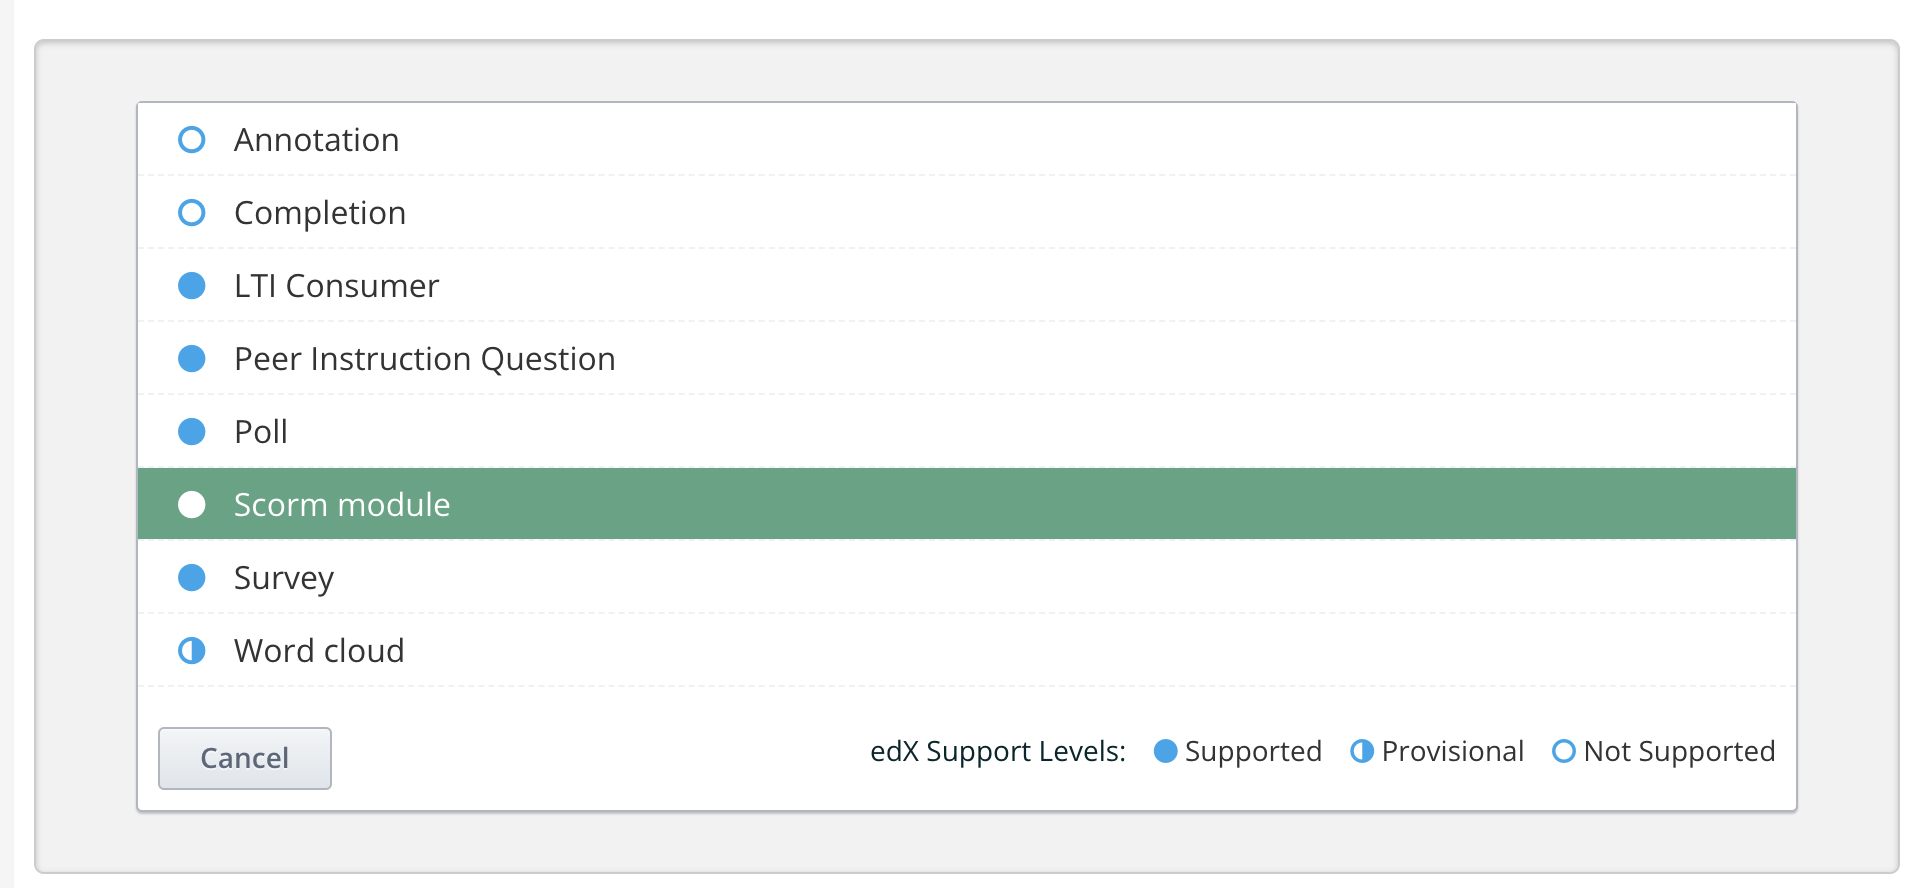 Annotation
Completion
LTI Consumer
Peer Instruction Question
Poll
Scorm module
Survey
Word cloud
Cancel
edX Support Levels: Supported Provisional Not Supported